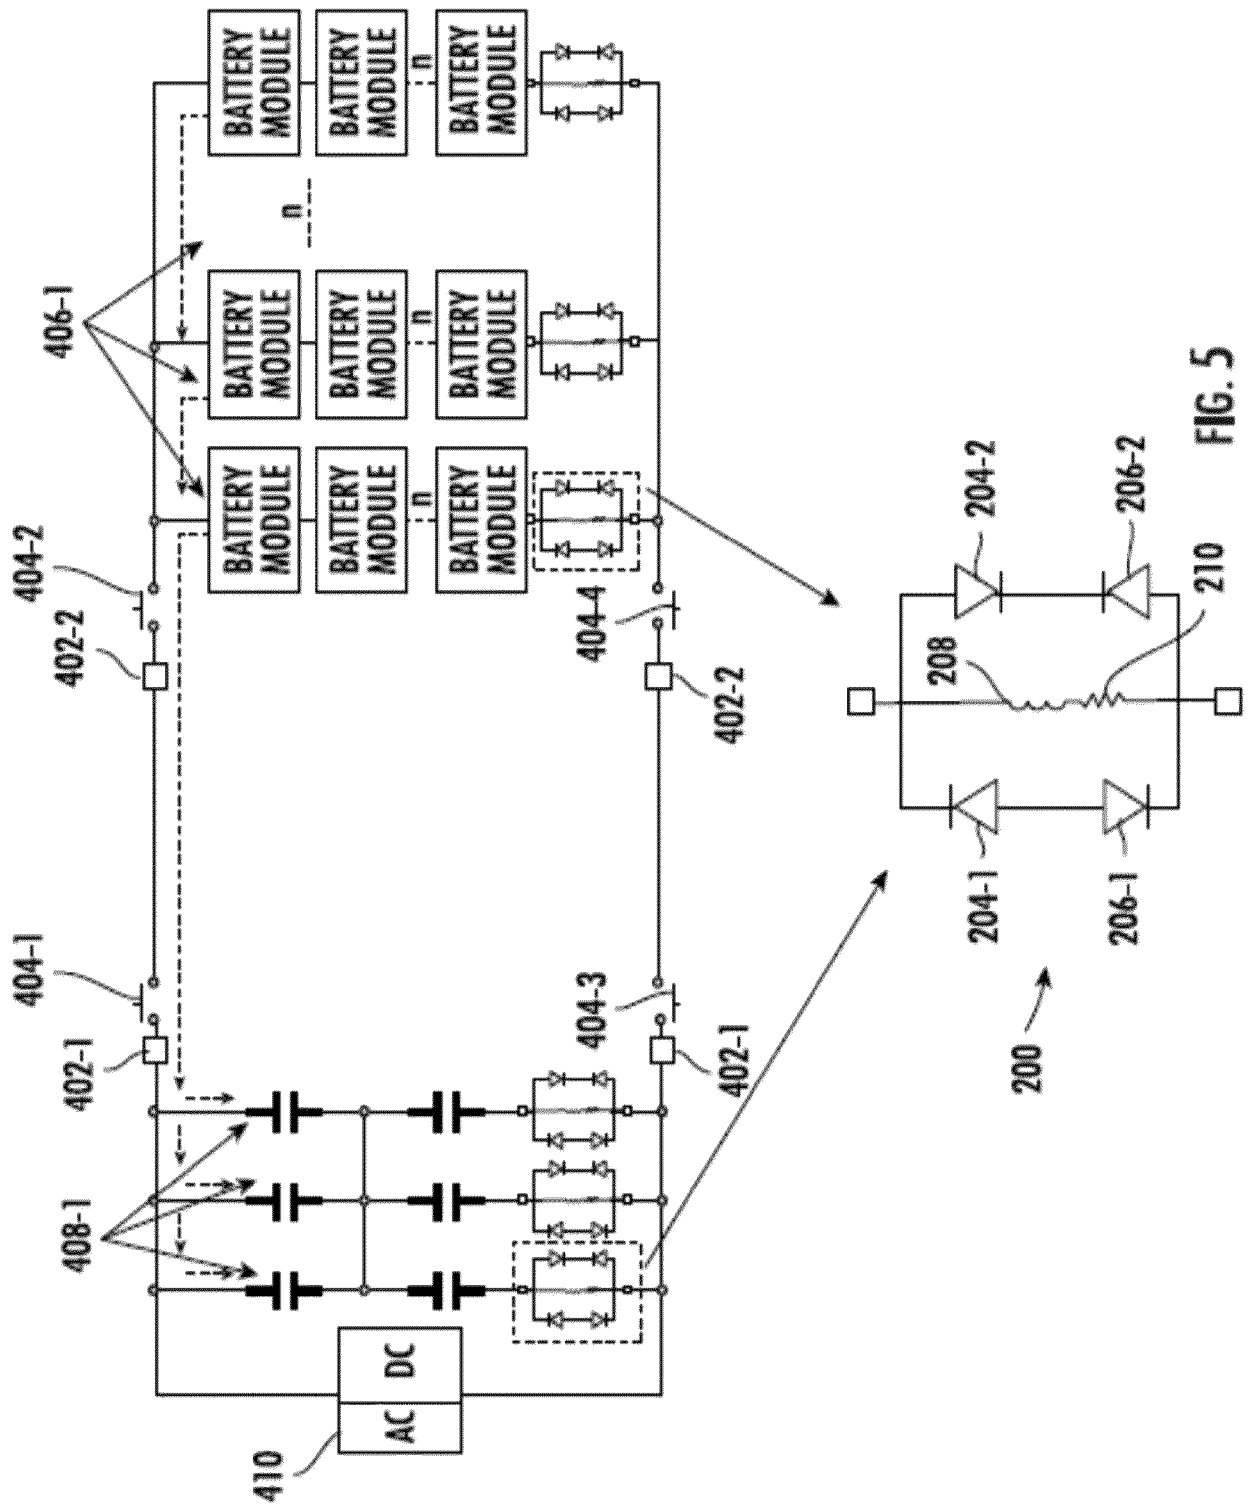 410
AC
DC
408-1
402-1
404-1
402-1
404-3
402-2
404-2
402-2
404-4
406-1
BATTERY
MODULE
BATTERY
MODULE
n
BATTERY
MODULE
BATTERY
MODULE
BATTERY
MODULE
n
BATTERY
MODULE
n
BATTERY
MODULE
BATTERY
MODULE
n
BATTERY
MODULE
200
204-1
206-1
208
210
204-2
206-2
FIG. 5